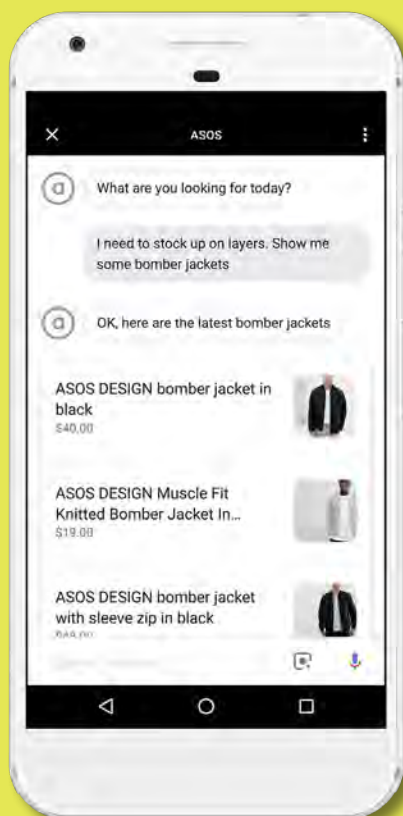 ASOS
What are you looking for today?
I need to stock up on layers. Show me
some bomber jackets
OK, here are the latest bomber jackets
ASOS DESIGN bomber jacket in
black
$40.00
ASOS DESIGN Muscle Fit
Knitted Bomber Jacket In...
$19.00
ASOS DESIGN bomber jacket
with sleeve zip in black